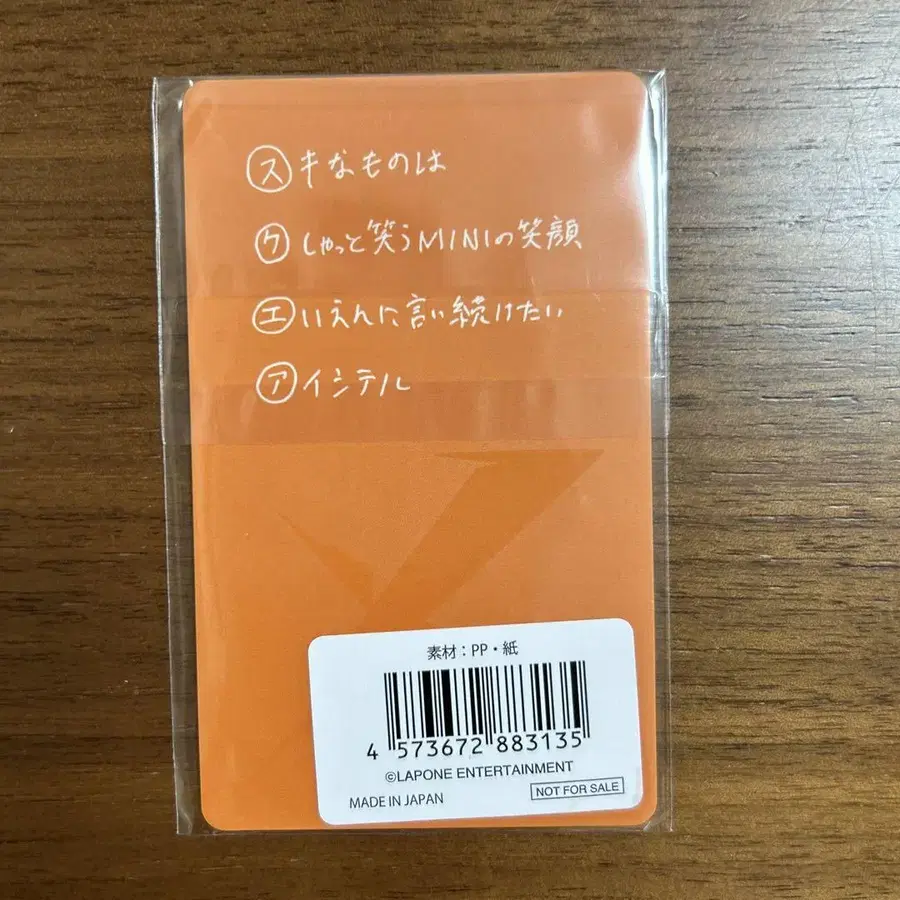 ㋜キなものは
㋗しゃっと笑うMINIの笑顔
㋓いえんに言い続けたい
㋐イシテル
素材：PP・紙
4 573672 883135
©LAPONE ENTERTAINMENT
MADE IN JAPAN
NOT FOR SALE